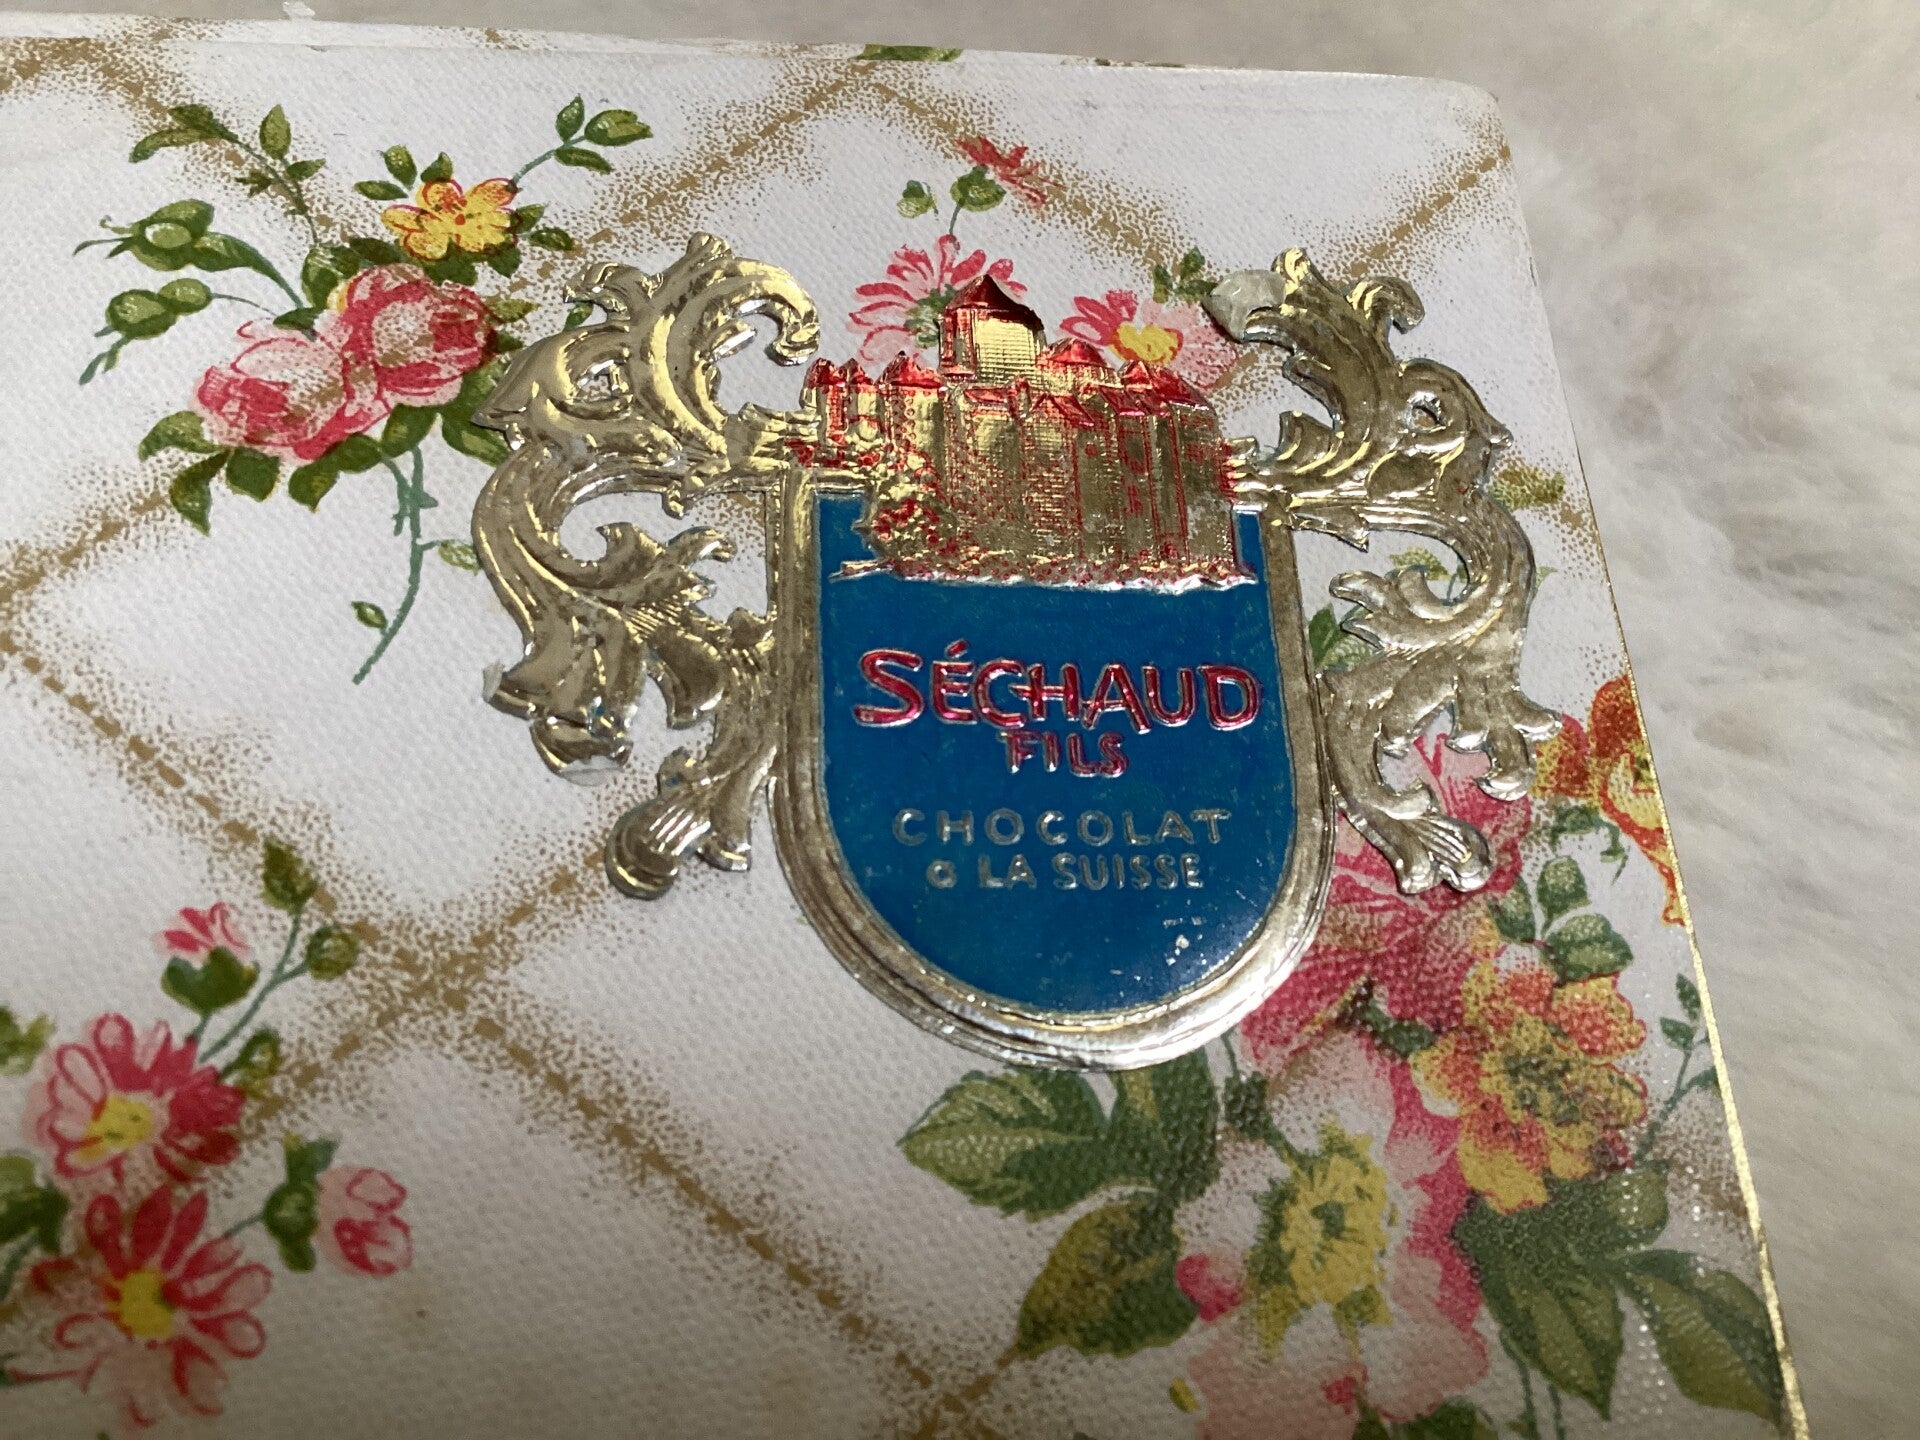 SÉCHAUD
FILS
CHOCOLAT
a LA SUISSE